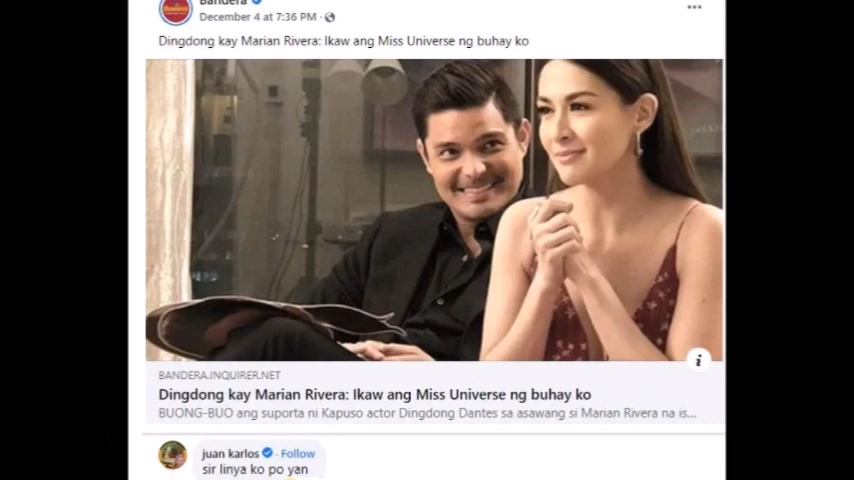 Bandera
December 4 at 7:36 PM ·
Dingdong kay Marian Rivera: Ikaw ang Miss Universe ng buhay ko
BANDERA.INQUIRER.NET
Dingdong kay Marian Rivera: Ikaw ang Miss Universe ng buhay ko
BUONG-BUO ang suporta ni Kapuso actor Dingdong Dantes sa asawang si Marian Rivera na is...
juan karlos · Follow
sir linya ko po yan